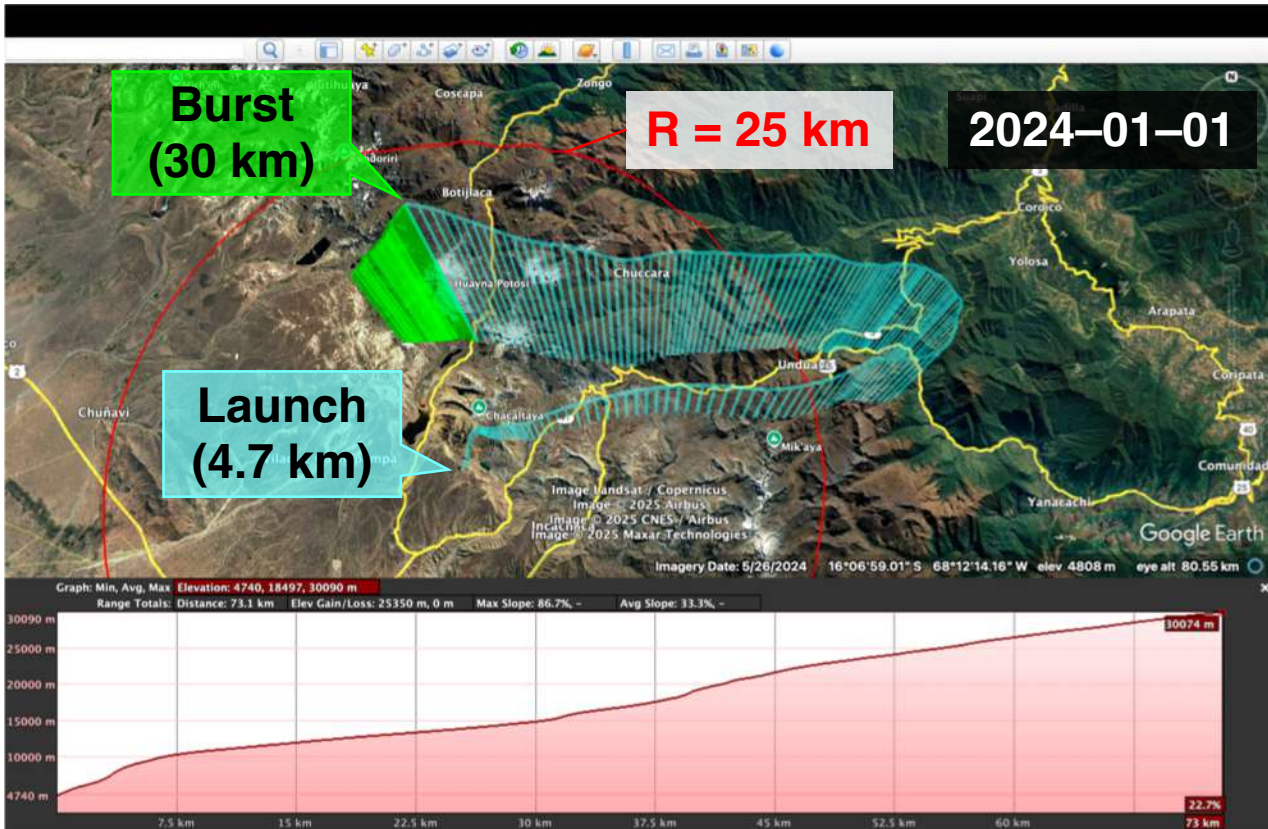 Burst
(30 km)
R = 25 km
2024–01–01
Coscapa
Zongo
Botijlaca
Coroico
Yolosa
Chuccara
Huayna Potosi
Arapata
2
Unduavi
Coripata
Launch
(4.7 km)
Chuñavi
Chacaltaya
Mik'aya
40
Comunidad
25
Yanacachi
Image Landsat / Copernicus
Image © 2025 Airbus
Image © 2025 CNES / Airbus
Image © 2025 Maxar Technologies
Incachaca
Google Earth
Imagery Date: 5/26/2024 16°06'59.01" S 68°12'14.16" W elev 4808 m eye alt 80.55 km
Graph: Min, Avg, Max Elevation: 4740, 18497, 30090 m
Range Totals: Distance: 73.1 km Elev Gain/Loss: 25350 m, 0 m Max Slope: 86.7%, - Avg Slope: 33.3%, -
30090 m
30074 m
25000 m
20000 m
15000 m
10000 m
4740 m
22.7%
7.5 km 15 km 22.5 km 30 km 37.5 km 45 km 52.5 km 60 km 73 km